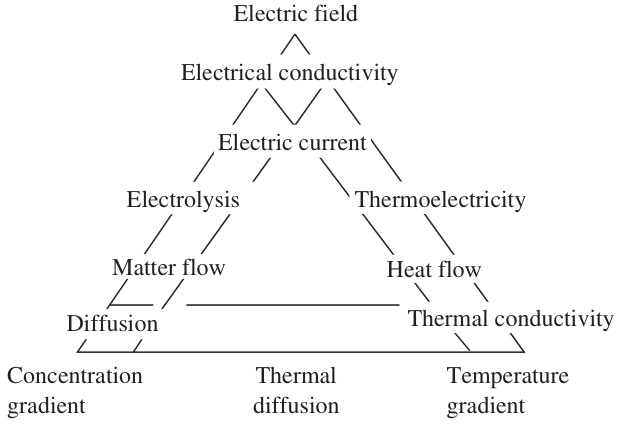 Electric field
Electrical conductivity
Electric current
Electrolysis
Thermoelectricity
Matter flow
Heat flow
Diffusion
Thermal conductivity
Concentration
gradient
Thermal
diffusion
Temperature
gradient